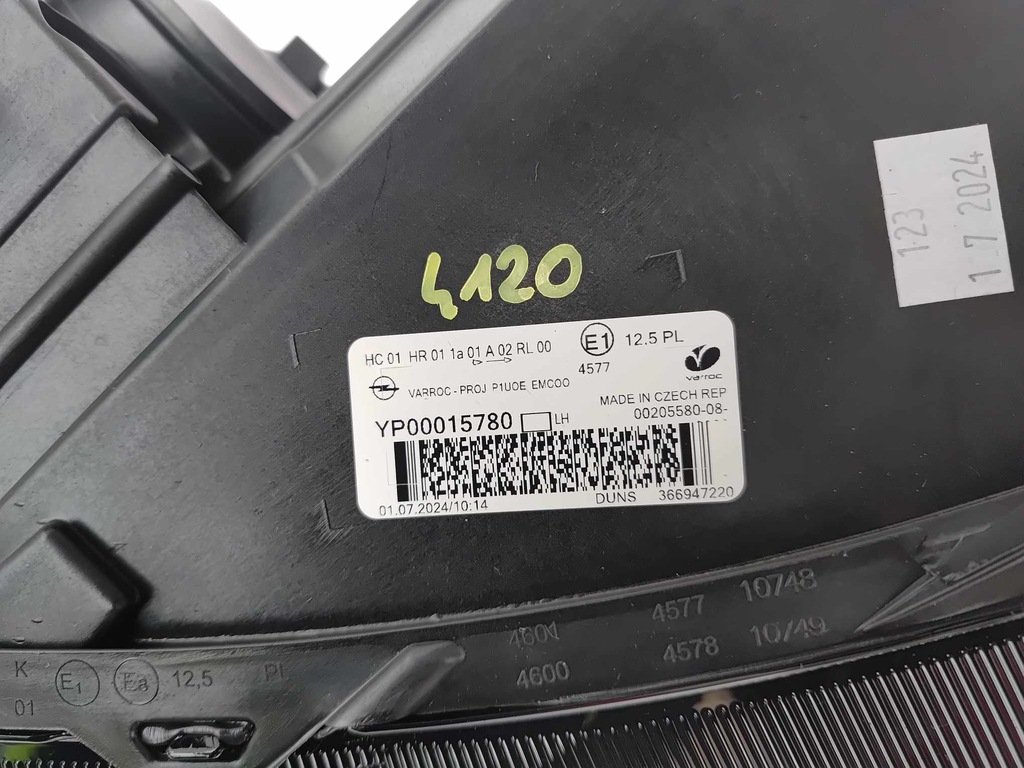 123
1 7 2024
4120
HC 01 HR 01 1a 01 A 02 RL 00
E1
12.5 PL
4577
varroc
VARROC - PROJ P1UOE EMCOO
MADE IN CZECH REP
00205580-08-
YP00015780 LH
01.07.2024/10:14
DUNS 366947220
4601 4577 10748
4600 4578 10749
K E1 E8 12,5 Pl
01